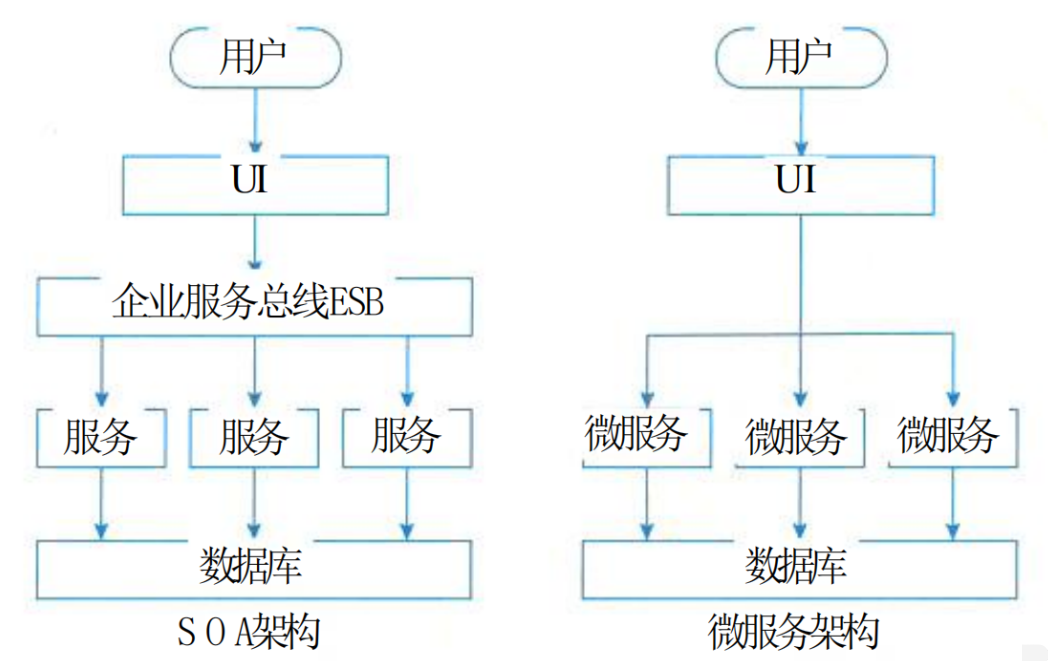 用户
UI
企业服务总线ESB
服务 服务 服务
数据库
SOA架构
用户
UI
微服务 微服务 微服务
数据库
微服务架构